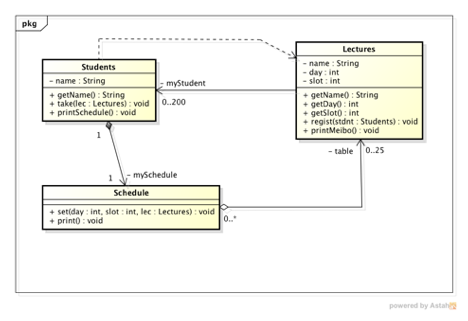 pkg
Students
- name : String
+ getName() : String
+ take(lec : Lectures) : void
+ printSchedule() : void
Lectures
- name : String
- day : int
- slot : int
+ getName() : String
+ getDay() : int
+ getSlot() : int
+ regist(stdnt : Students) : void
+ printMeibo() : void
- myStudent
0..200
1
1
- mySchedule
- table
0..25
Schedule
+ set(day : int, slot : int, lec : Lectures) : void
+ print() : void
0..*
powered by Astah